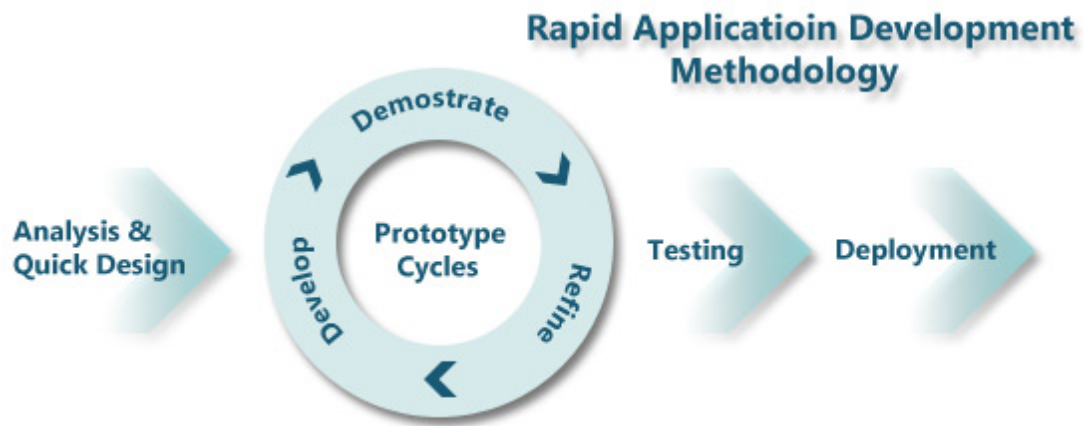 Rapid Applicatioin Development
Methodology
Analysis &
Quick Design
Demostrate
Refine
Develop
Prototype
Cycles
Testing
Deployment